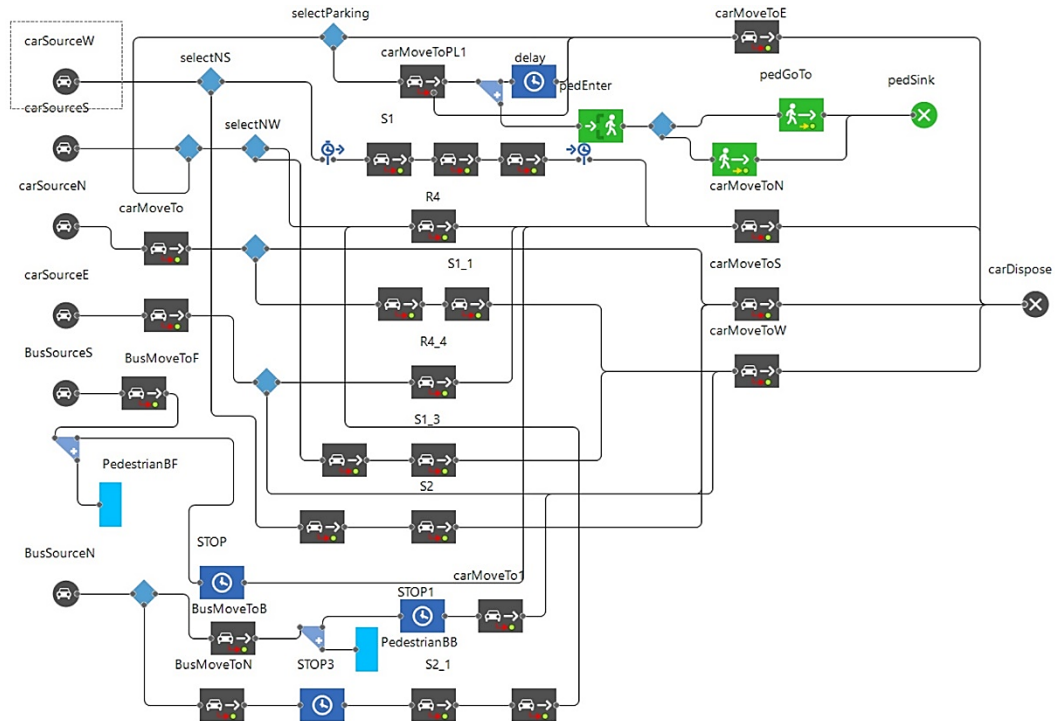 selectParking
carMoveToE
carSourceW
selectNS
carMoveToPL1
delay
pedEnter
pedGoTo
pedSink
carSourceS
selectNW
S1
carSourceN
carMoveTo
R4
carMoveToN
carSourceE
S1_1
carMoveToS
carDispose
BusSourceS
BusMoveToF
R4_4
carMoveToW
S1_3
PedestrianBF
S2
BusSourceN
STOP
carMoveTo1
BusMoveToB
STOP1
PedestrianBB
BusMoveToN
STOP3
S2_1